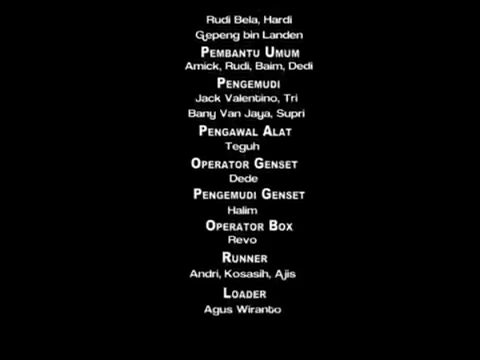 Rudi Bela, Hardi
Gepeng bin Landen
PEMBANTU UMUM
Amick, Rudi, Baim, Dedi
PENGEMUDI
Jack Valentino, Tri
Bany Van Jaya, Supri
PENGAWAL ALAT
Teguh
OPERATOR GENSET
Dede
PENGEMUDI GENSET
Halim
OPERATOR BOX
Revo
RUNNER
Andri, Kosasih, Ajis
LOADER
Agus Wiranto